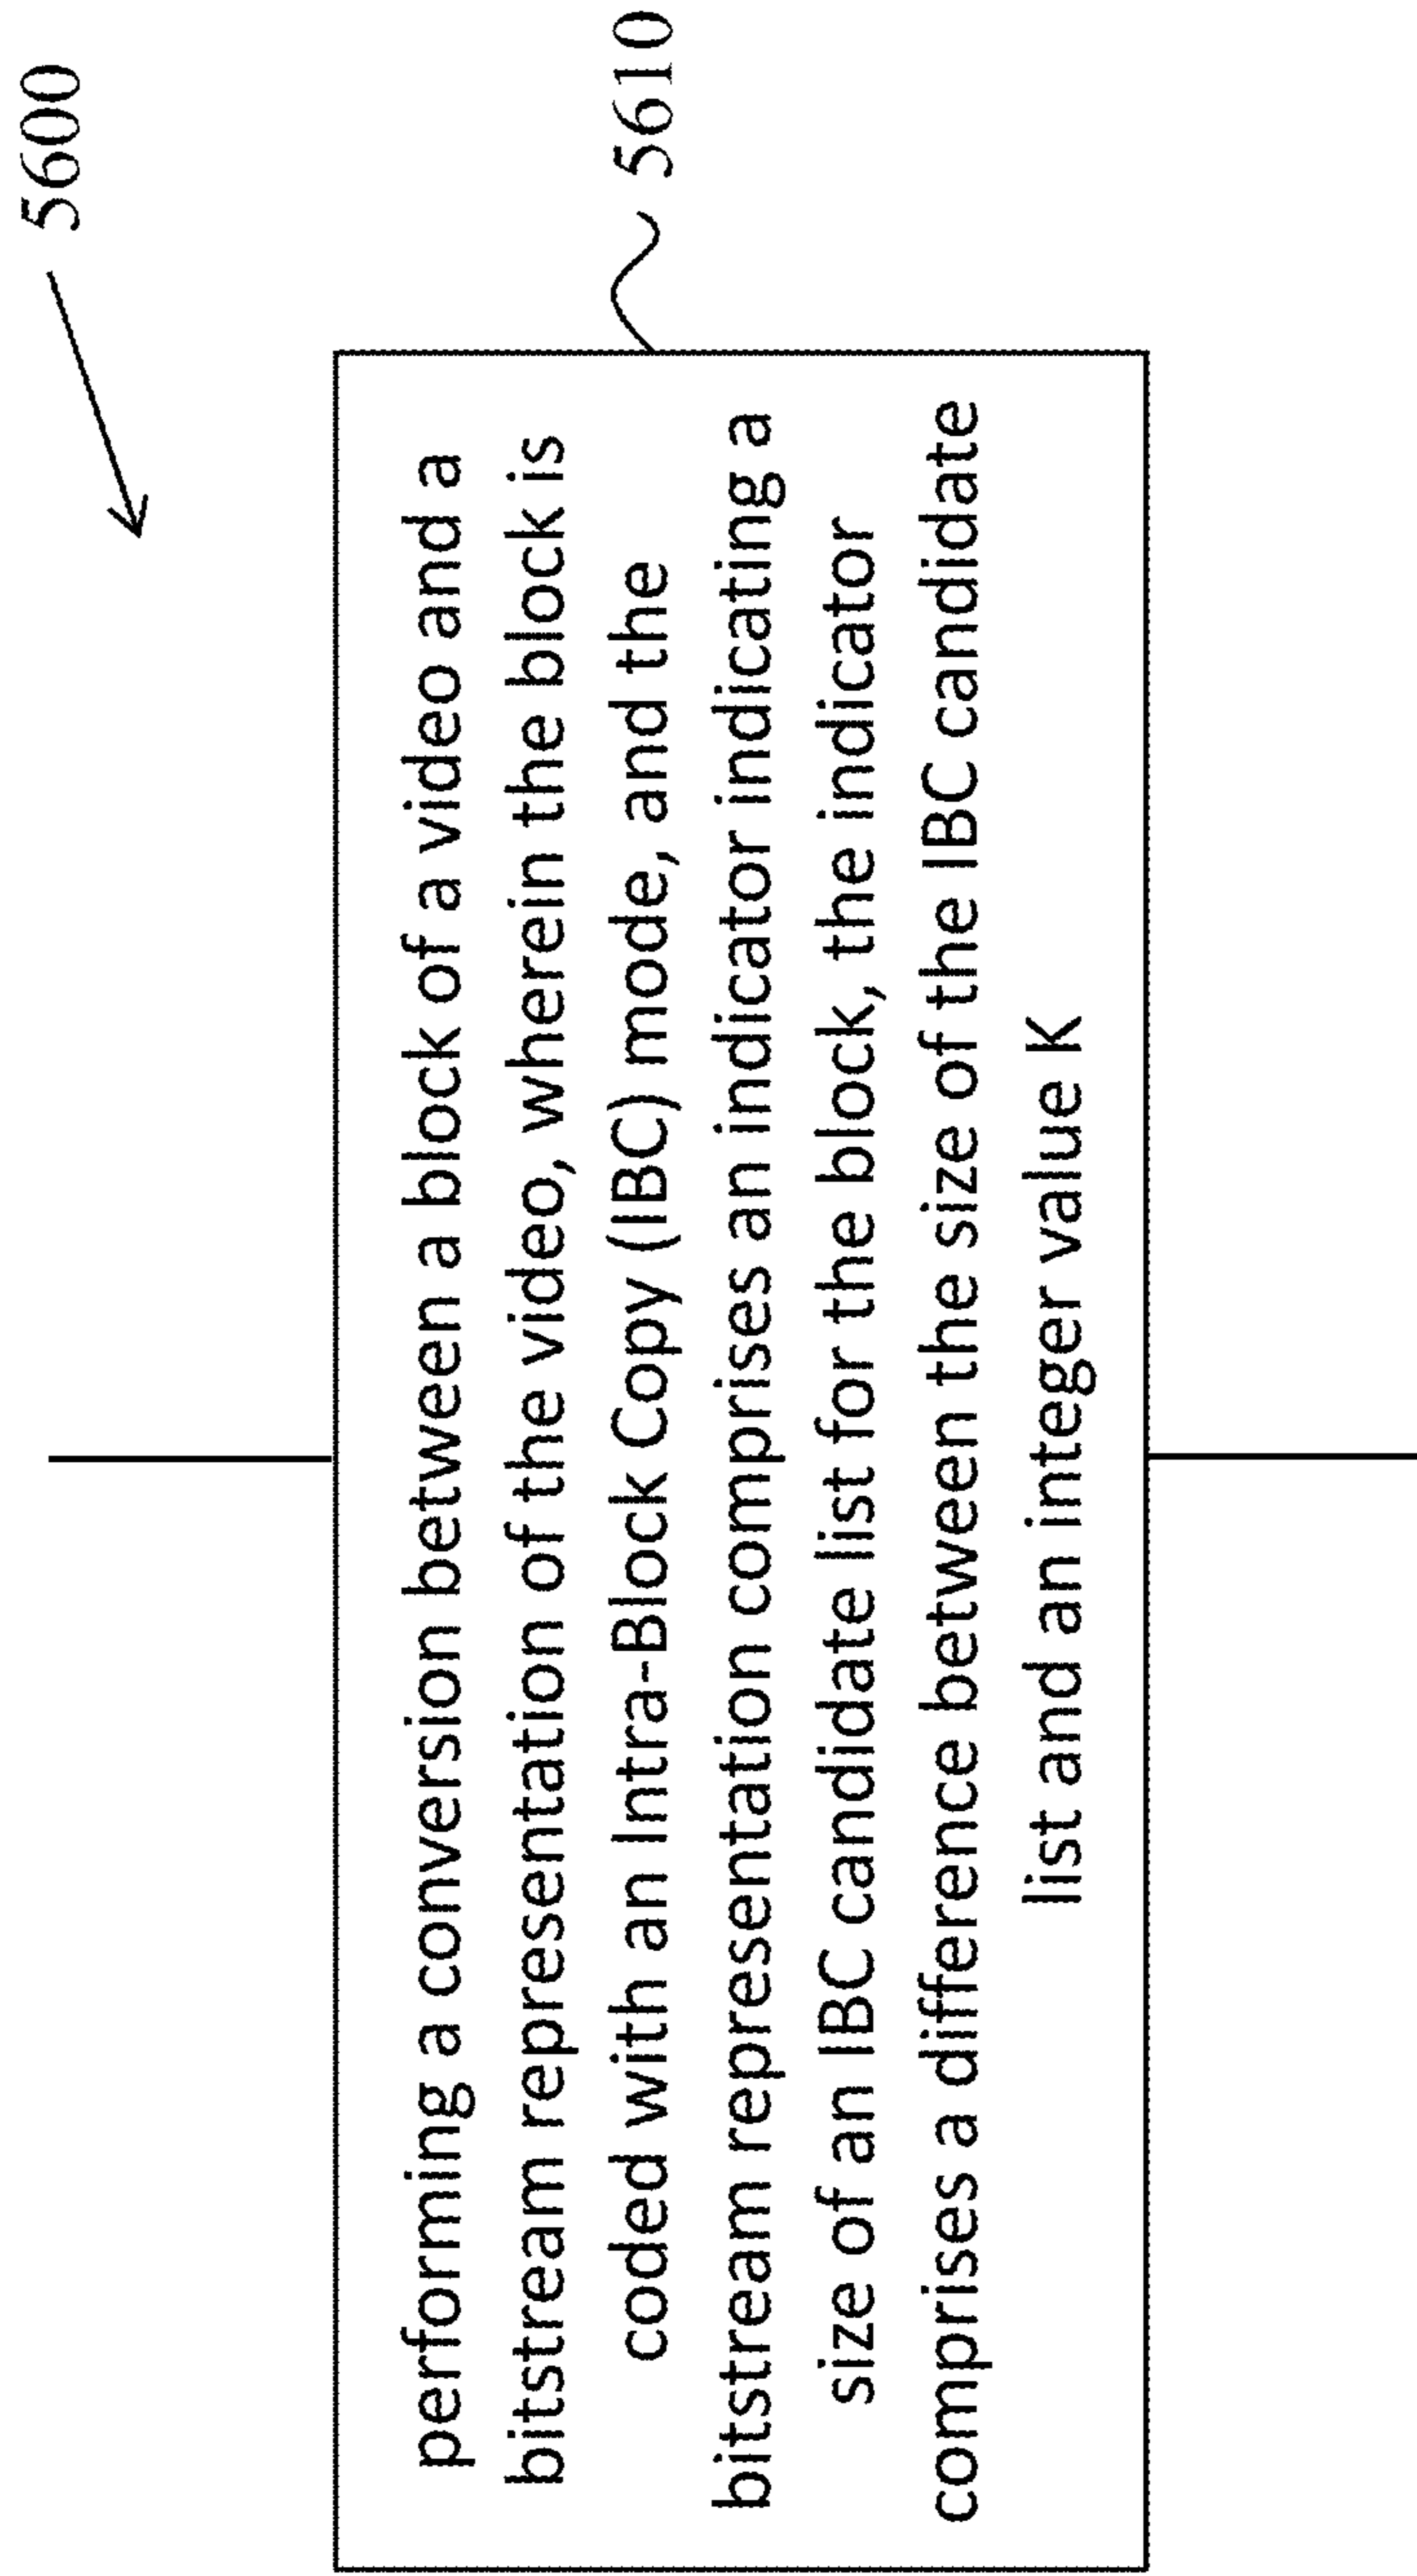 5600
5610
performing a conversion between a block of a video and a
bitstream representation of the video, wherein the block is
coded with an Intra-Block Copy (IBC) mode, and the
bitstream representation comprises an indicator indicating a
size of an IBC candidate list for the block, the indicator
comprises a difference between the size of the IBC candidate
list and an integer value K